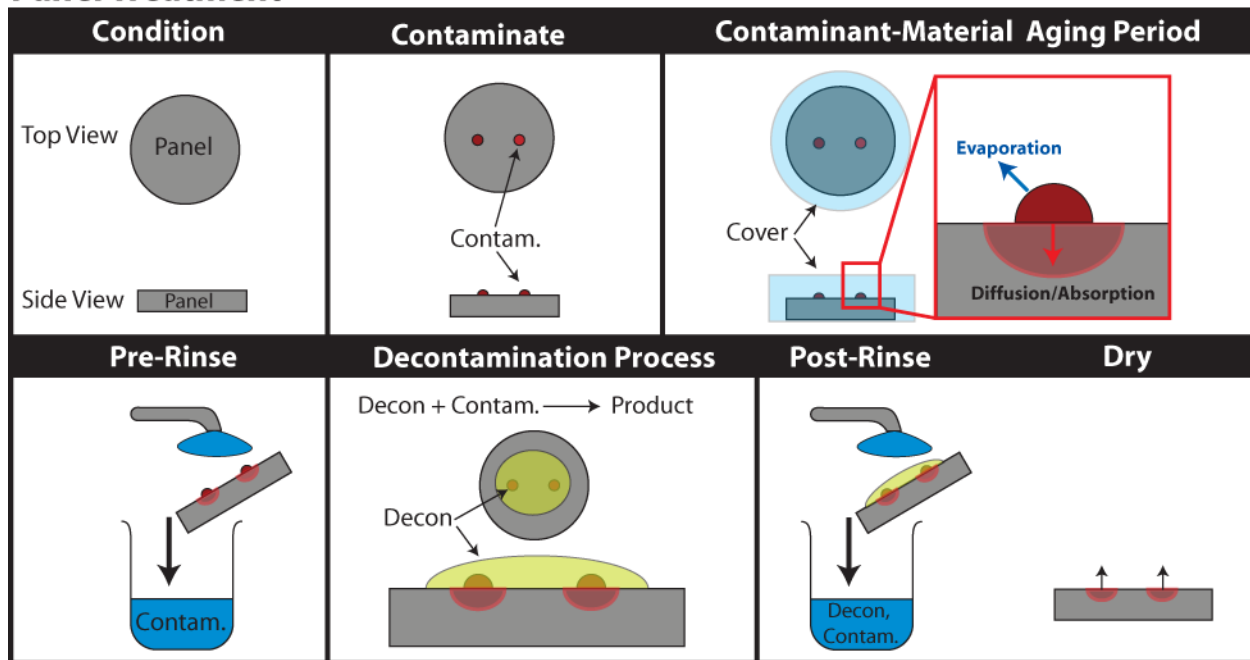 Condition
Contaminate
Contaminant-Material Aging Period
Top View
Panel
Side View
Panel
Contam.
Cover
Evaporation
Diffusion/Absorption
Pre-Rinse
Decontamination Process
Post-Rinse
Dry
Contam.
Decon + Contam. → Product
Decon
Decon,
Contam.